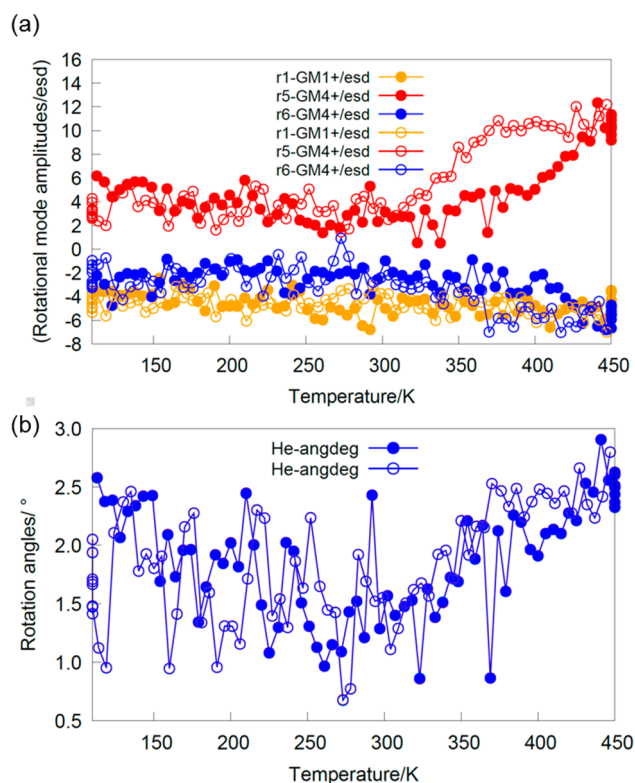 (a)
16
14
12
10
8
6
4
2
0
-2
-4
-6
-8
(Rotational mode amplitudes/esd)
r1-GM1+/esd
r5-GM4+/esd
r6-GM4+/esd
r1-GM1+/esd
r5-GM4+/esd
r6-GM4+/esd
150 200 250 300 350 400 450
Temperature/K
(b)
3.0
2.5
2.0
1.5
1.0
0.5
Rotation angles/ °
He-angdeg
He-angdeg
150 200 250 300 350 400 450
Temperature/K